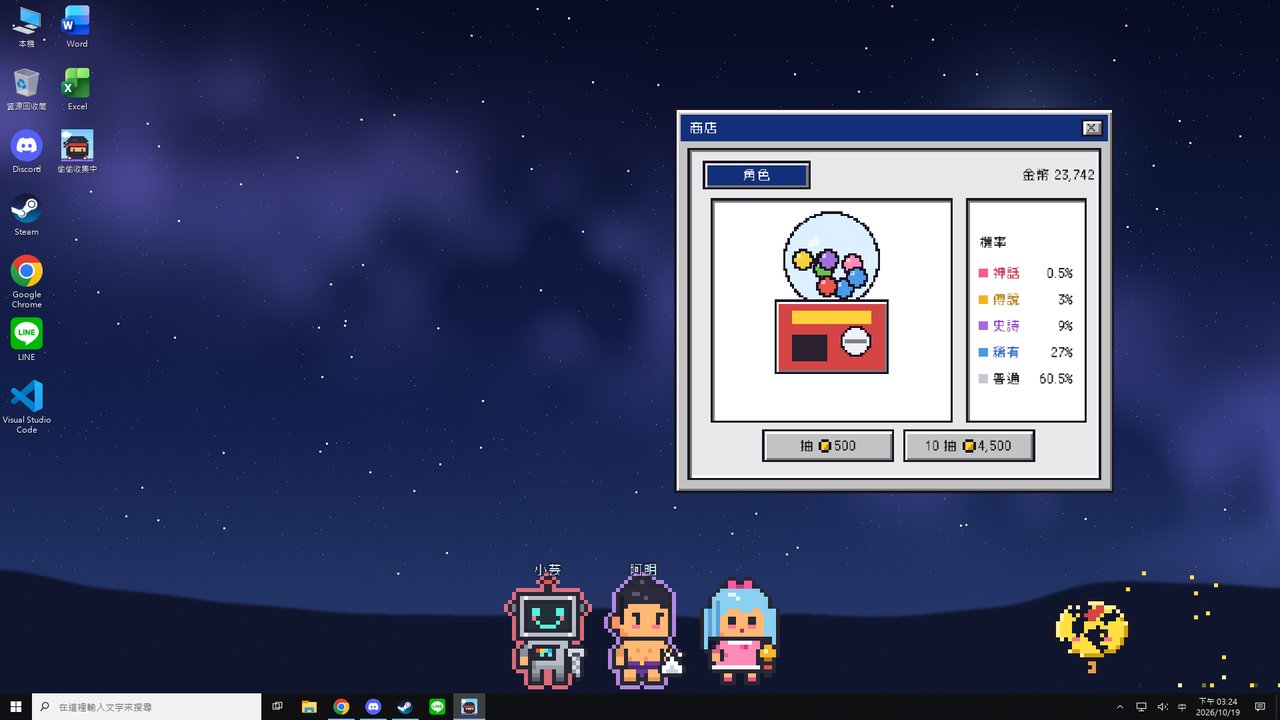 本機
Word
資源回收筒
Excel
Discord
偷偷收集中
Steam
Google
Chrome
LINE
Visual Studio
Code
商店
角色
金幣 23,742
機率
神話 0.5%
傳說 3%
史詩 9%
稀有 27%
普通 60.5%
抽 500
10 抽 4,500
小芸
阿明
在這裡輸入文字來搜尋
中
下午 03:24
2026/10/19